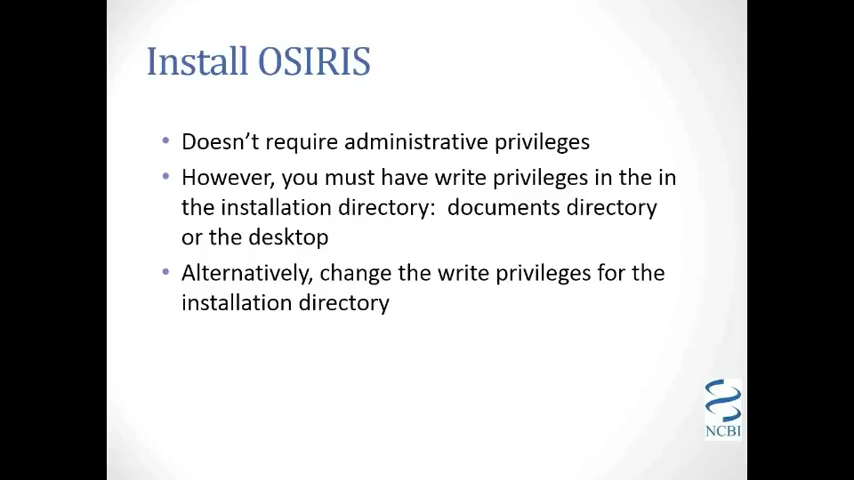 Install OSIRIS
• Doesn't require administrative privileges
• However, you must have write privileges in the in
the installation directory:  documents directory
or the desktop
• Alternatively, change the write privileges for the
installation directory
NCBI